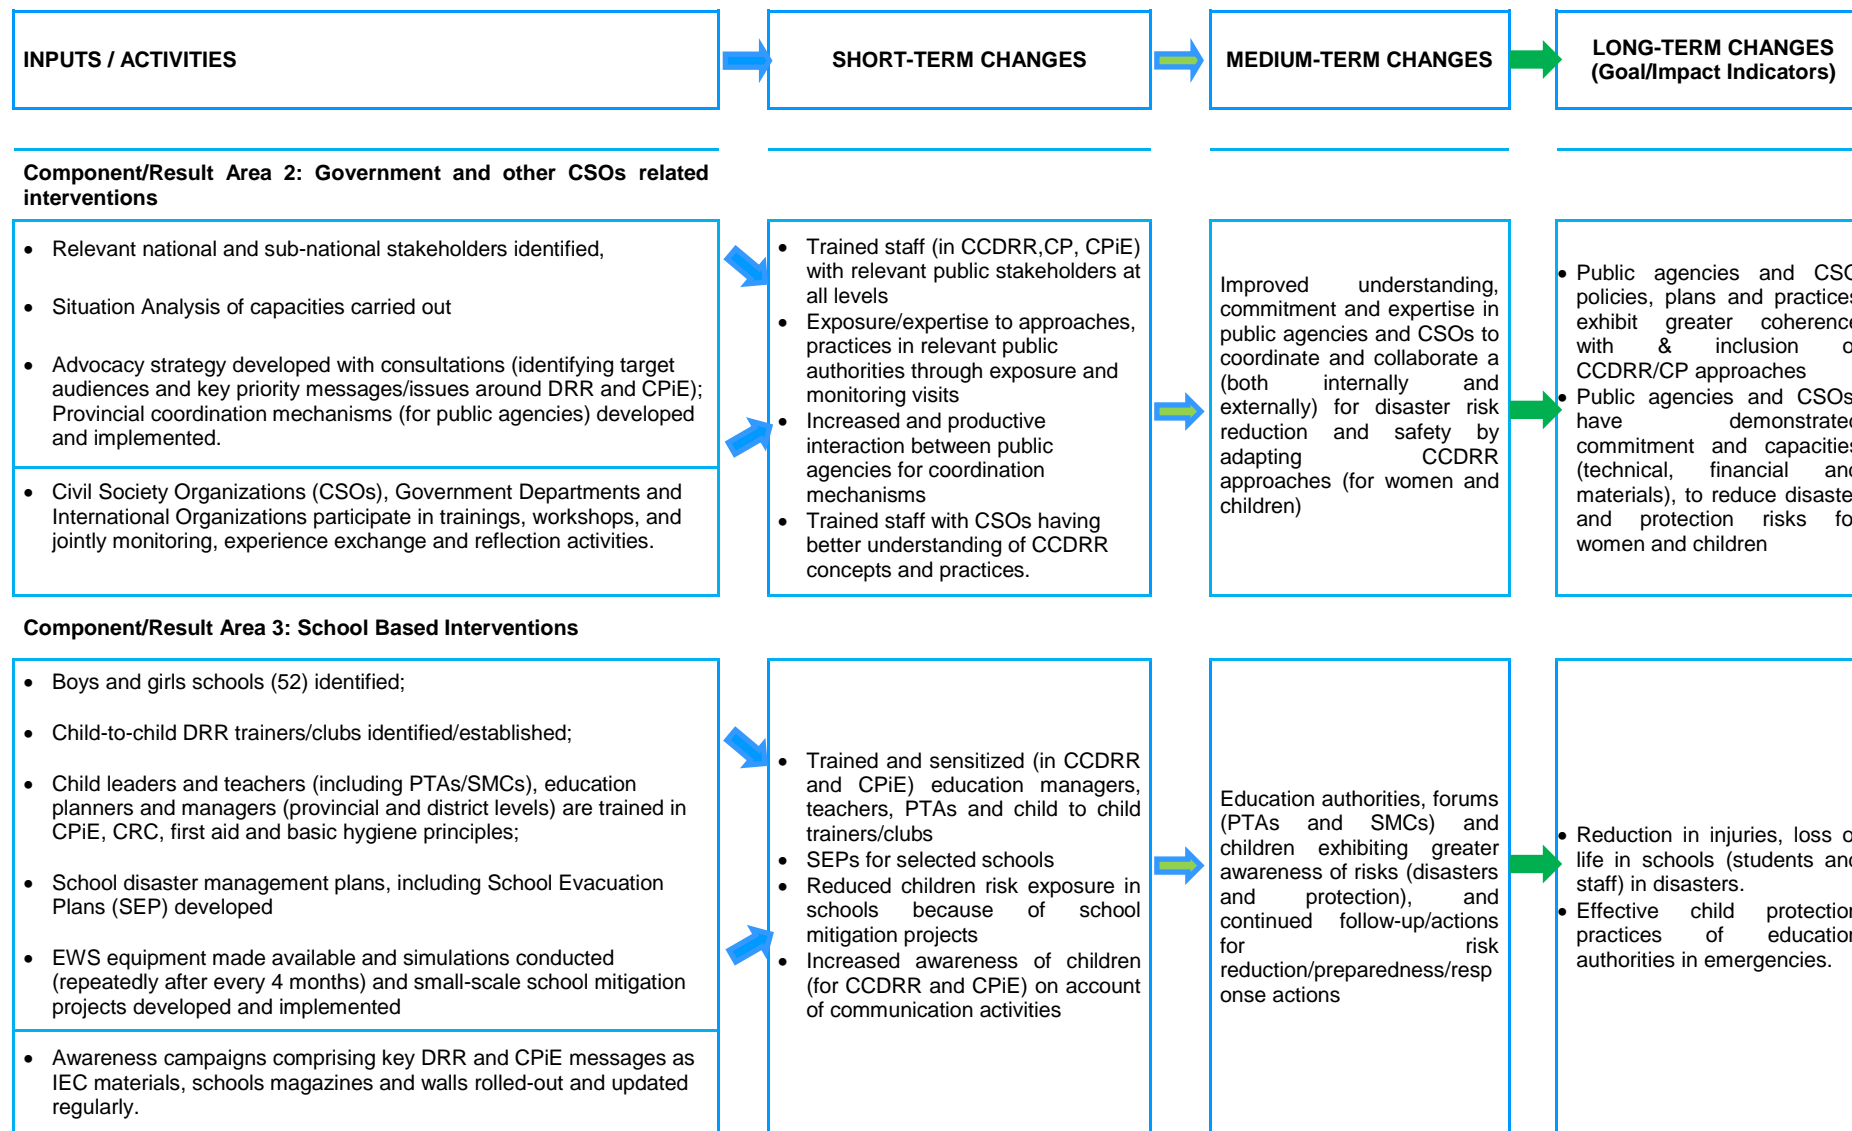 INPUTS / ACTIVITIES
SHORT-TERM CHANGES
MEDIUM-TERM CHANGES
LONG-TERM CHANGES
(Goal/Impact Indicators)
Component/Result Area 2: Government and other CSOs related
interventions
• Relevant national and sub-national stakeholders identified,
• Situation Analysis of capacities carried out
• Advocacy strategy developed with consultations (identifying target
audiences and key priority messages/issues around DRR and CPiE);
Provincial coordination mechanisms (for public agencies) developed
and implemented.
• Civil Society Organizations (CSOs), Government Departments and
International Organizations participate in trainings, workshops, and
jointly monitoring, experience exchange and reflection activities.
• Trained staff (in CCDRR,CP, CPiE)
with relevant public stakeholders at
all levels
• Exposure/expertise to approaches,
practices in relevant public
authorities through exposure and
monitoring visits
• Increased and productive
interaction between public
agencies for coordination
mechanisms
• Trained staff with CSOs having
better understanding of CCDRR
concepts and practices.
Improved understanding,
commitment and expertise in
public agencies and CSOs to
coordinate and collaborate a
(both internally and
externally) for disaster risk
reduction and safety by
adapting CCDRR
approaches (for women and
children)
• Public agencies and
policies, plans and
exhibit greater
with & inclusion
CCDRR/CP approaches
• Public agencies and CSOs
have
commitment and
(technical, financial
materials), to reduce
and protection risks
women and children
Component/Result Area 3: School Based Interventions
• Boys and girls schools (52) identified;
• Child-to-child DRR trainers/clubs identified/established;
• Child leaders and teachers (including PTAs/SMCs), education
planners and managers (provincial and district levels) are trained in
CPiE, CRC, first aid and basic hygiene principles;
• School disaster management plans, including School Evacuation
Plans (SEP) developed
• EWS equipment made available and simulations conducted
(repeatedly after every 4 months) and small-scale school mitigation
projects developed and implemented
• Awareness campaigns comprising key DRR and CPiE messages as
IEC materials, schools magazines and walls rolled-out and updated
regularly.
• Trained and sensitized (in CCDRR
and CPiE) education managers,
teachers, PTAs and child to child
trainers/clubs
• SEPs for selected schools
• Reduced children risk exposure in
schools because of school
mitigation projects
• Increased awareness of children
(for CCDRR and CPiE) on account
of communication activities
Education authorities, forums
(PTAs and SMCs) and
children exhibiting greater
awareness of risks (disasters
and protection), and
continued follow-up/actions
for risk
reduction/preparedness/resp
onse actions
• Reduction in injuries, loss
life in schools (students
staff) in disasters.
• Effective child
practices of
authorities in emergencies.